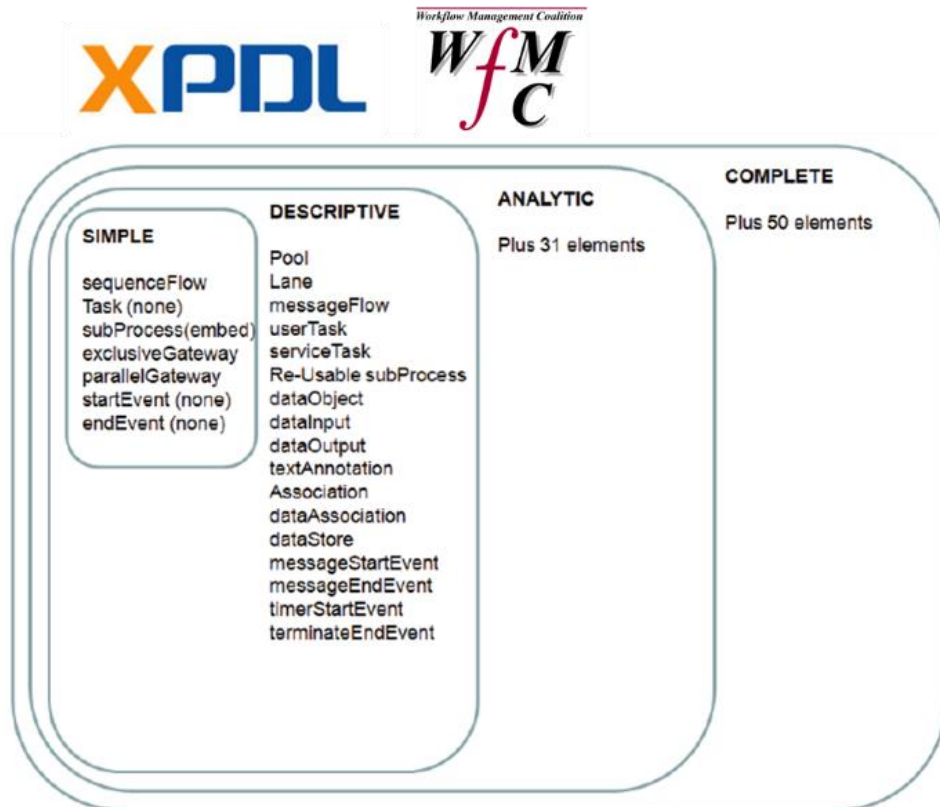 Workflow Management Coalition
XPDL
WfMC
SIMPLE
sequenceFlow
Task (none)
subProcess(embed)
exclusiveGateway
parallelGateway
startEvent (none)
endEvent (none)
DESCRIPTIVE
Pool
Lane
messageFlow
userTask
serviceTask
Re-Usable subProcess
dataObject
dataInput
dataOutput
textAnnotation
Association
dataAssociation
dataStore
messageStartEvent
messageEndEvent
timerStartEvent
terminateEndEvent
ANALYTIC
Plus 31 elements
COMPLETE
Plus 50 elements